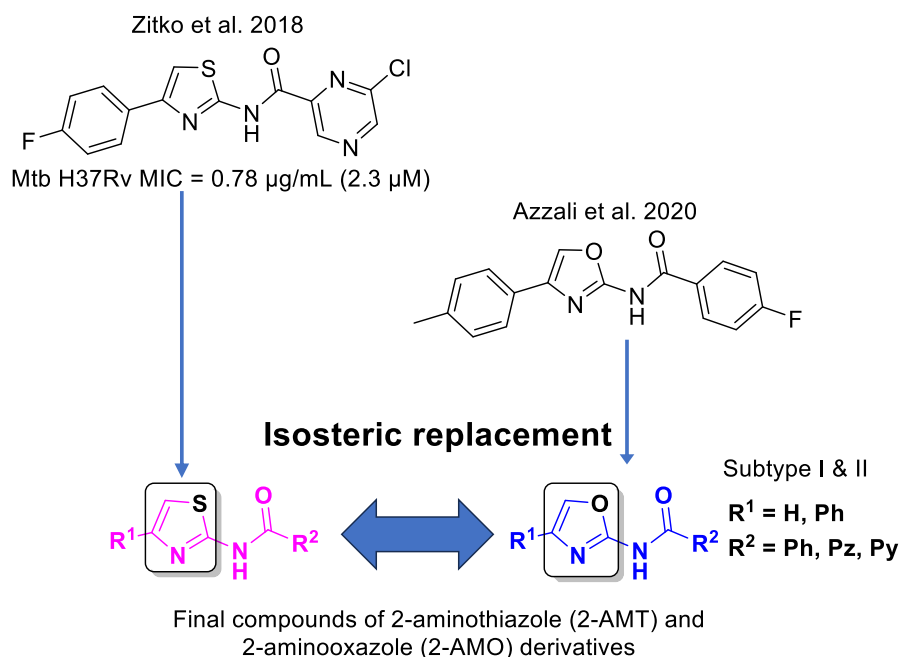 Zitko et al. 2018
S
O
N
Cl
N
N
H
N
F
Mtb H37Rv MIC = 0.78 µg/mL (2.3 µM)
Azzali et al. 2020
O
O
N
N
H
F
Isosteric replacement
Subtype I & II
S
O
R¹
N
N
H
R²
O
O
R¹
N
N
H
R²
R¹ = H, Ph
R² = Ph, Pz, Py
Final compounds of 2-aminothiazole (2-AMT) and
2-aminooxazole (2-AMO) derivatives